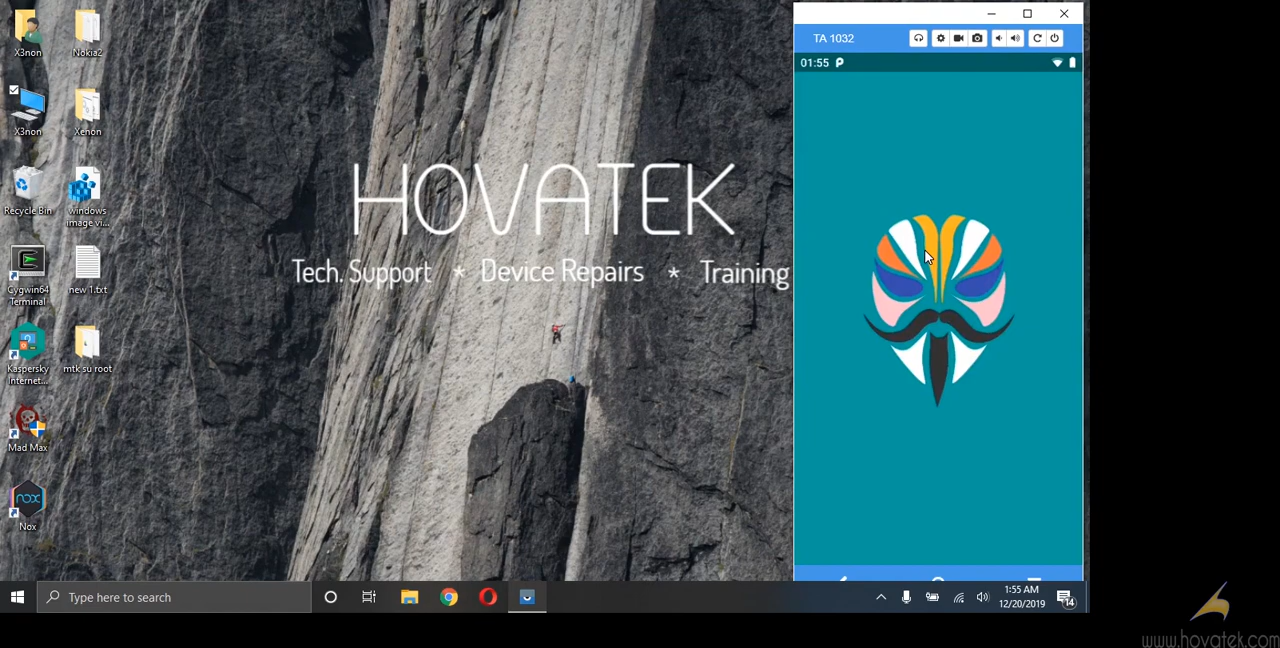 X3non
Nokia2
X3non
Xenon
Recycle Bin
windows
image vi...
Cygwin64
Terminal
new 1.txt
Kaspersky
Internet...
mtk su root
Mad Max
nox
Nox
HOVATEK
Tech. Support * Device Repairs * Training
TA 1032
01:55
Type here to search
1:55 AM
12/20/2019
14
www.hovatek.com